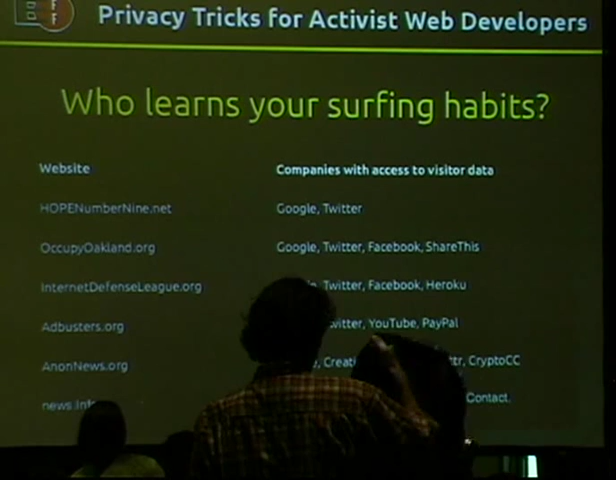 E
F
F
Privacy Tricks for Activist Web Developers
Who learns your surfing habits?
Website Companies with access to visitor data
HOPENumberNine.net Google, Twitter
OccupyOakland.org Google, Twitter, Facebook, ShareThis
InternetDefenseLeague.org Twitter, Facebook, Heroku
Adbusters.org YouTube, PayPal
AnonNews.org CryptoCC
Contact.